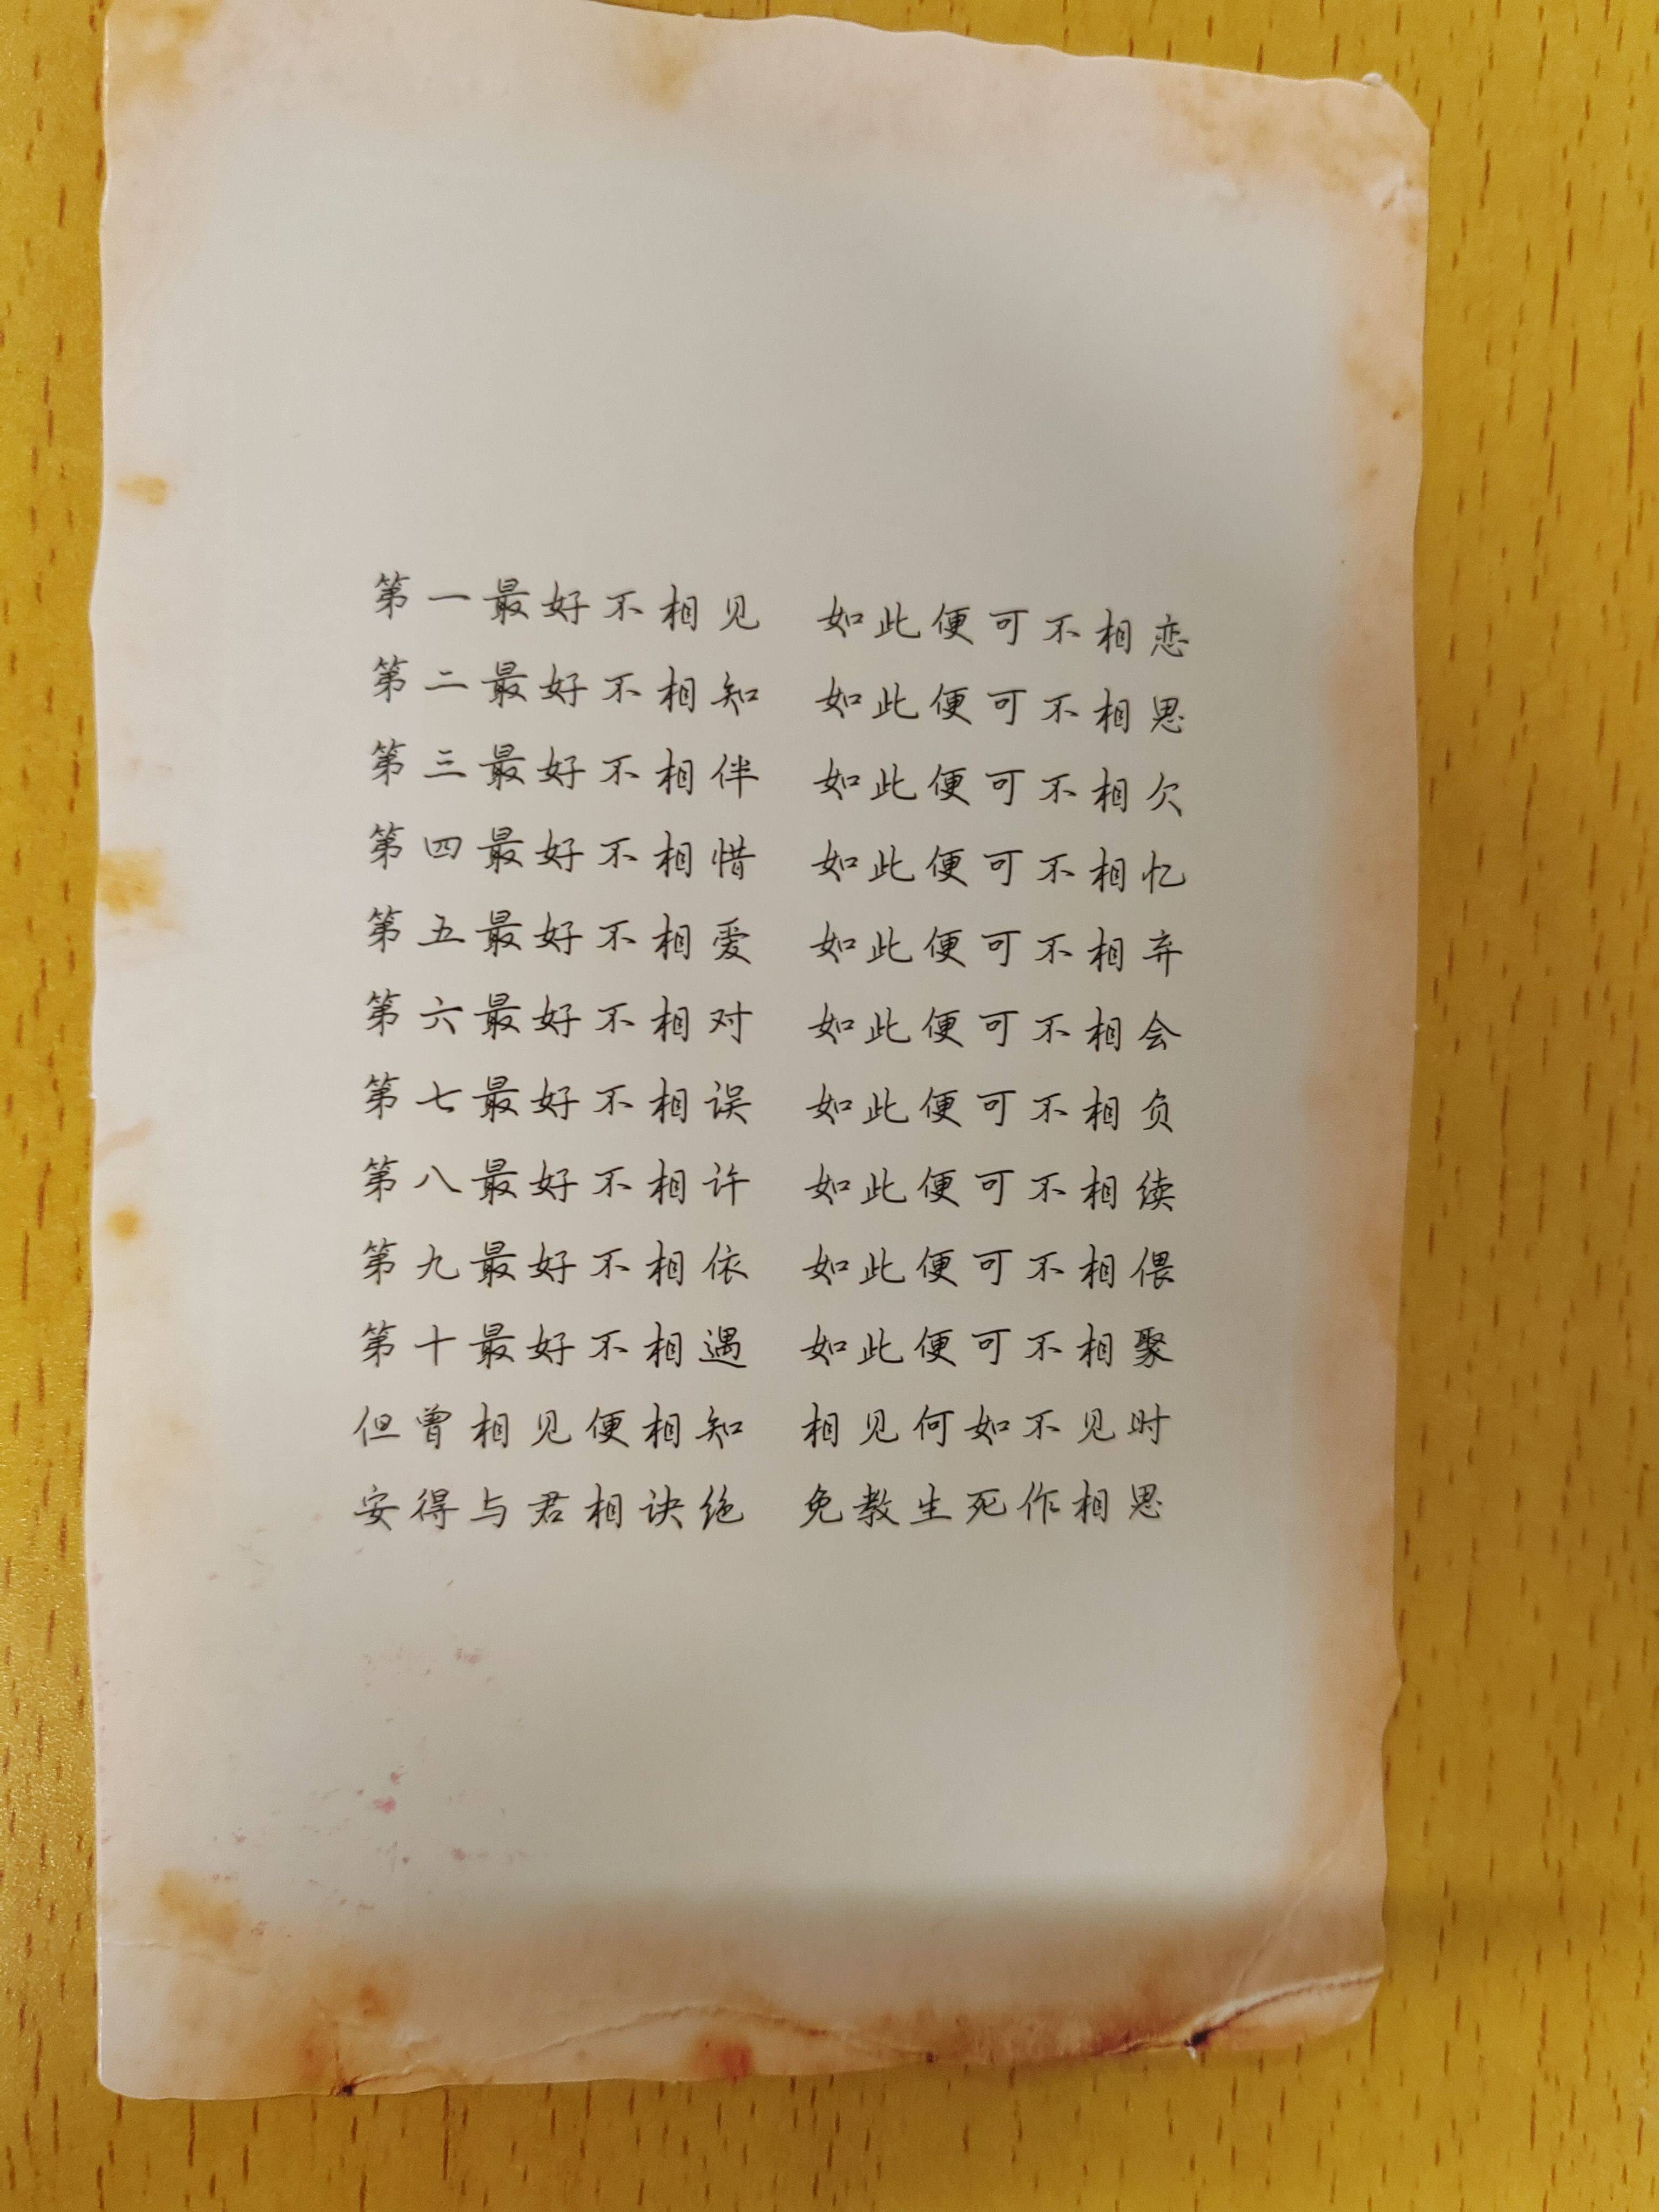 第一最好不相见 如此便可不相恋
第二最好不相知 如此便可不相思
第三最好不相伴 如此便可不相欠
第四最好不相惜 如此便可不相忆
第五最好不相爱 如此便可不相弃
第六最好不相对 如此便可不相会
第七最好不相误 如此便可不相负
第八最好不相许 如此便可不相续
第九最好不相依 如此便可不相偎
第十最好不相遇 如此便可不相聚
但曾相见便相知 相见何如不见时
安得与君相诀绝 免教生死作相思